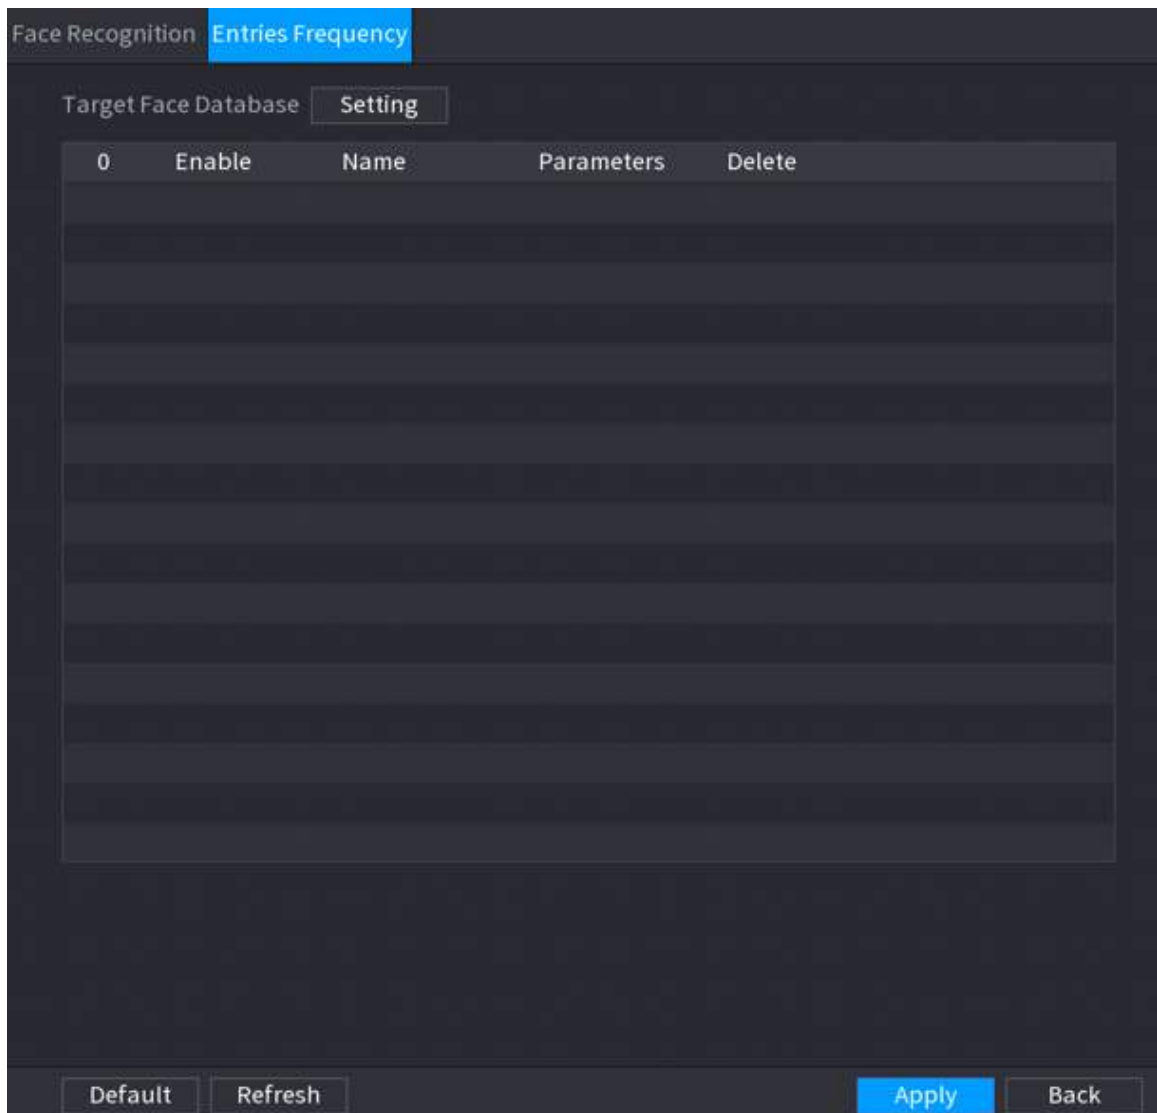 Face Recognition Entries Frequency
Target Face Database Setting
0 Enable Name Parameters Delete
Default Refresh Apply Back